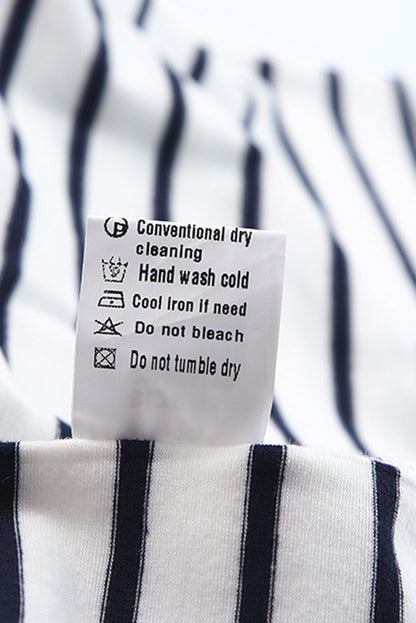 P Conventional dry
cleaning
Hand wash cold
Cool Iron if need
Do not bleach
Do not tumble dry